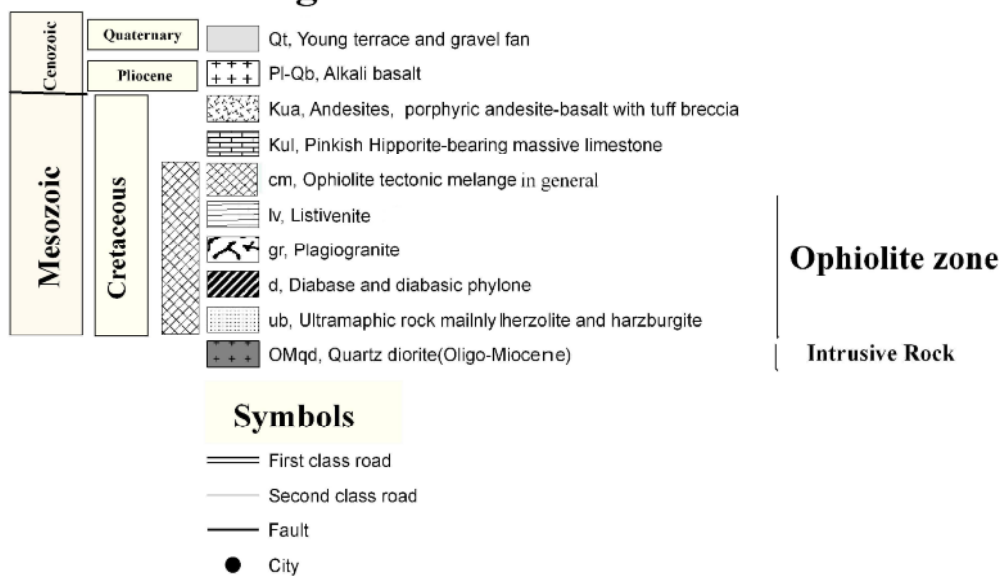 Cenozoic
Quaternary
Qt, Young terrace and gravel fan
Pliocene
Pl-Qb, Alkali basalt
Mesozoic
Cretaceous
Kua, Andesites, porphyric andesite-basalt with tuff breccia
Kul, Pinkish Hipporite-bearing massive limestone
cm, Ophiolite tectonic melange in general
lv, Listivenite
gr, Plagiogranite
d, Diabase and diabasic phylone
ub, Ultramaphic rock mailnly lherzolite and harzburgite
Ophiolite zone
OMqd, Quartz diorite(Oligo-Miocene)
Intrusive Rock
Symbols
First class road
Second class road
Fault
City